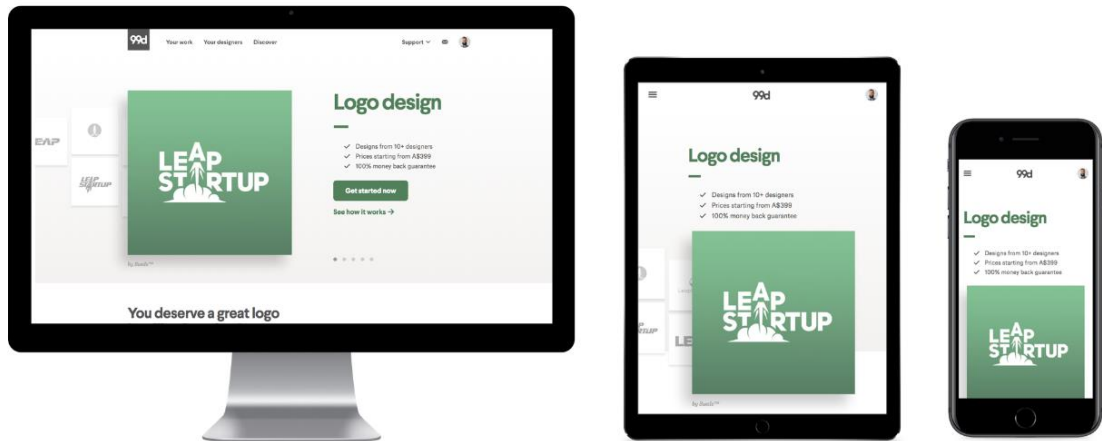 99d Your work Your designers Discover Support
Logo design
Designs from 10+ designers
Prices starting from A$399
100% money back guarantee
Get started now
See how it works →
EAP
LEAP
STARTUP
LEAP
STARTUP
You deserve a great logo
99d
Logo design
Designs from 10+ designers
Prices starting from A$399
100% money back guarantee
LE
LEAP
STARTUP
99d
Logo design
Designs from 10+ designers
Prices starting from A$399
100% money back guarantee
LEAP
STARTUP